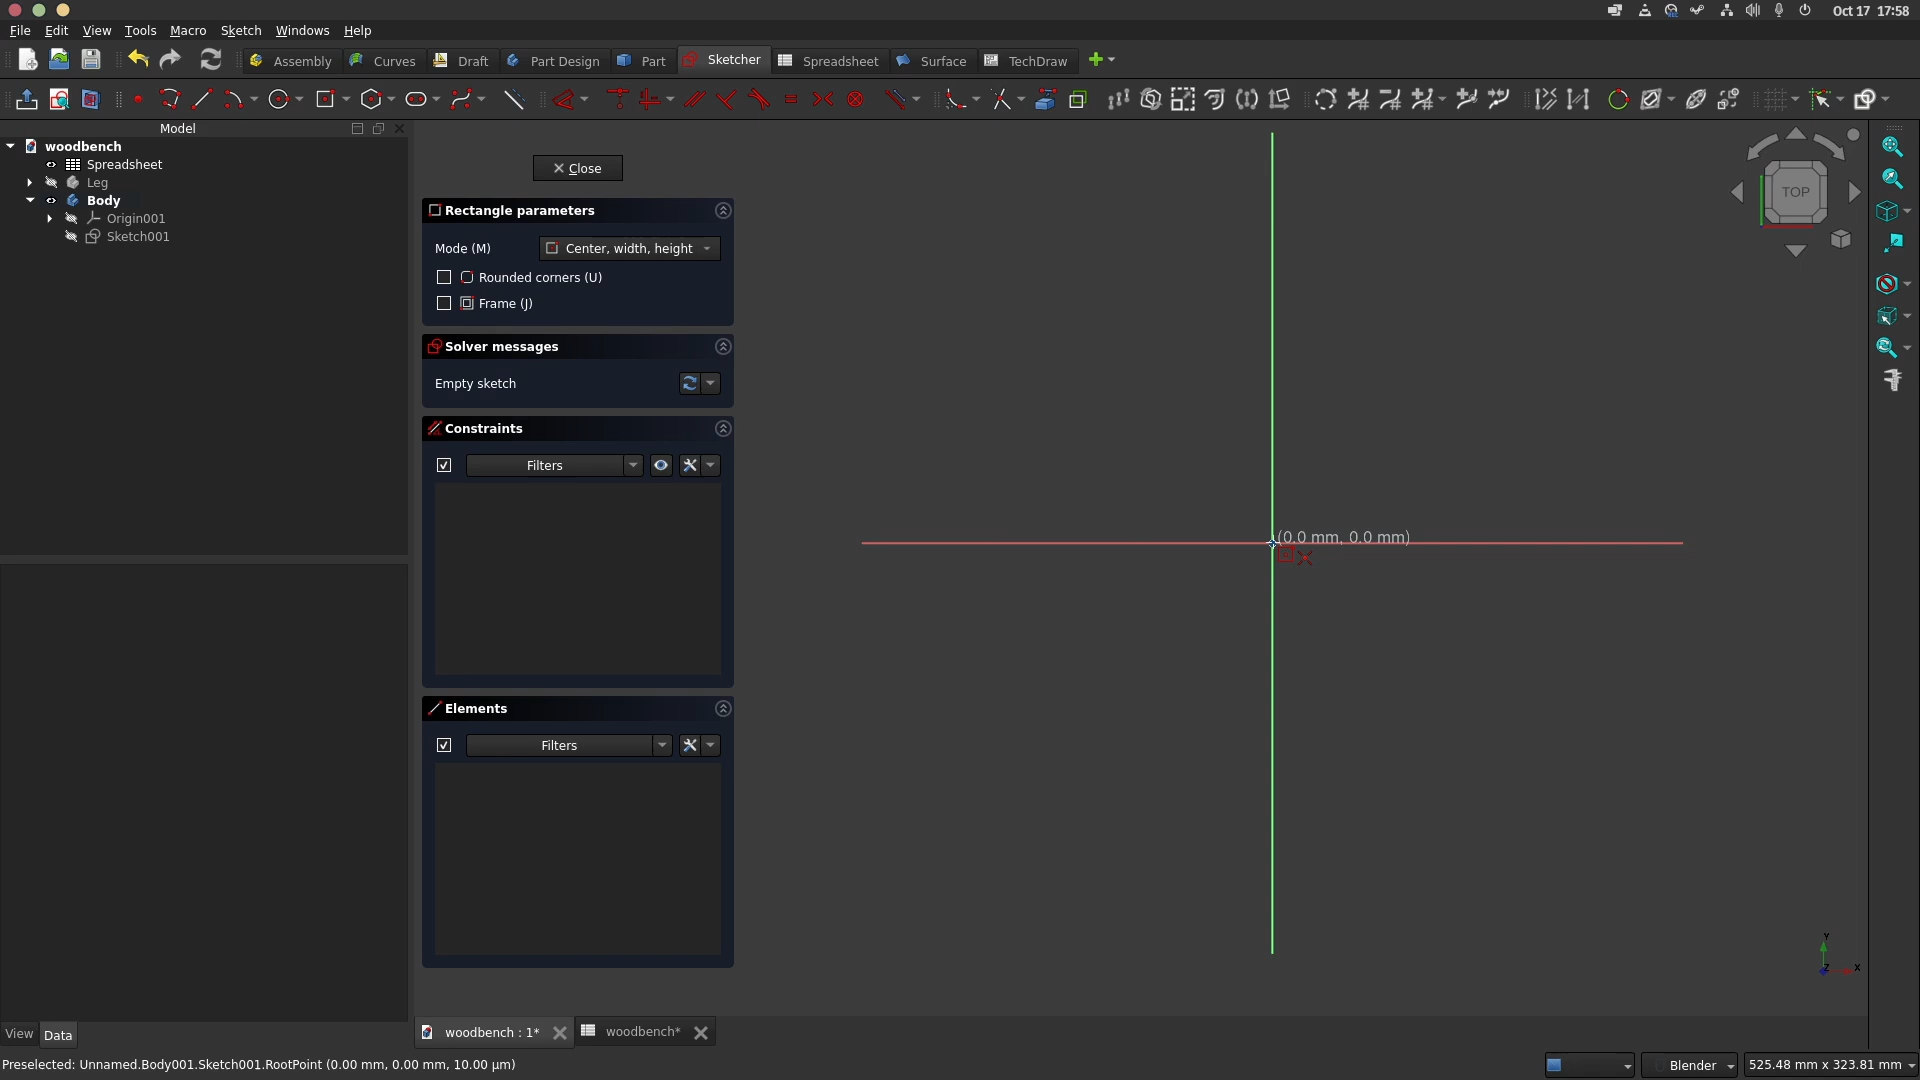 Oct 17 17:58
File Edit View Tools Macro Sketch Windows Help
Assembly Curves Draft Part Design Part Sketcher Spreadsheet Surface TechDraw
Model
woodbench
Spreadsheet
Leg
Body
Origin001
Sketch001
Close
Rectangle parameters
Mode (M) Center, width, height
Rounded corners (U)
Frame (J)
Solver messages
Empty sketch
Constraints
Filters
Elements
Filters
TOP
(0.0 mm, 0.0 mm)
Y
Z X
View Data
woodbench : 1* woodbench*
Preselected: Unnamed.Body001.Sketch001.RootPoint (0.00 mm, 0.00 mm, 10.00 µm)
Blender 525.48 mm x 323.81 mm